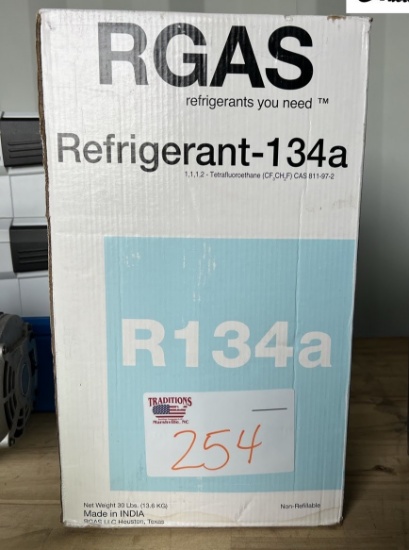 RGAS
refrigerants you need ™
Refrigerant-134a
1,1,1,2 - Tetrafluoroethane (CF₃CH₂F) CAS 811-97-2
R134a
TRADITIONS
254
Net Weight 30 Lbs. (13.6 KG)
Non-Refillable
Made in INDIA
RGAS LLC Houston, Texas